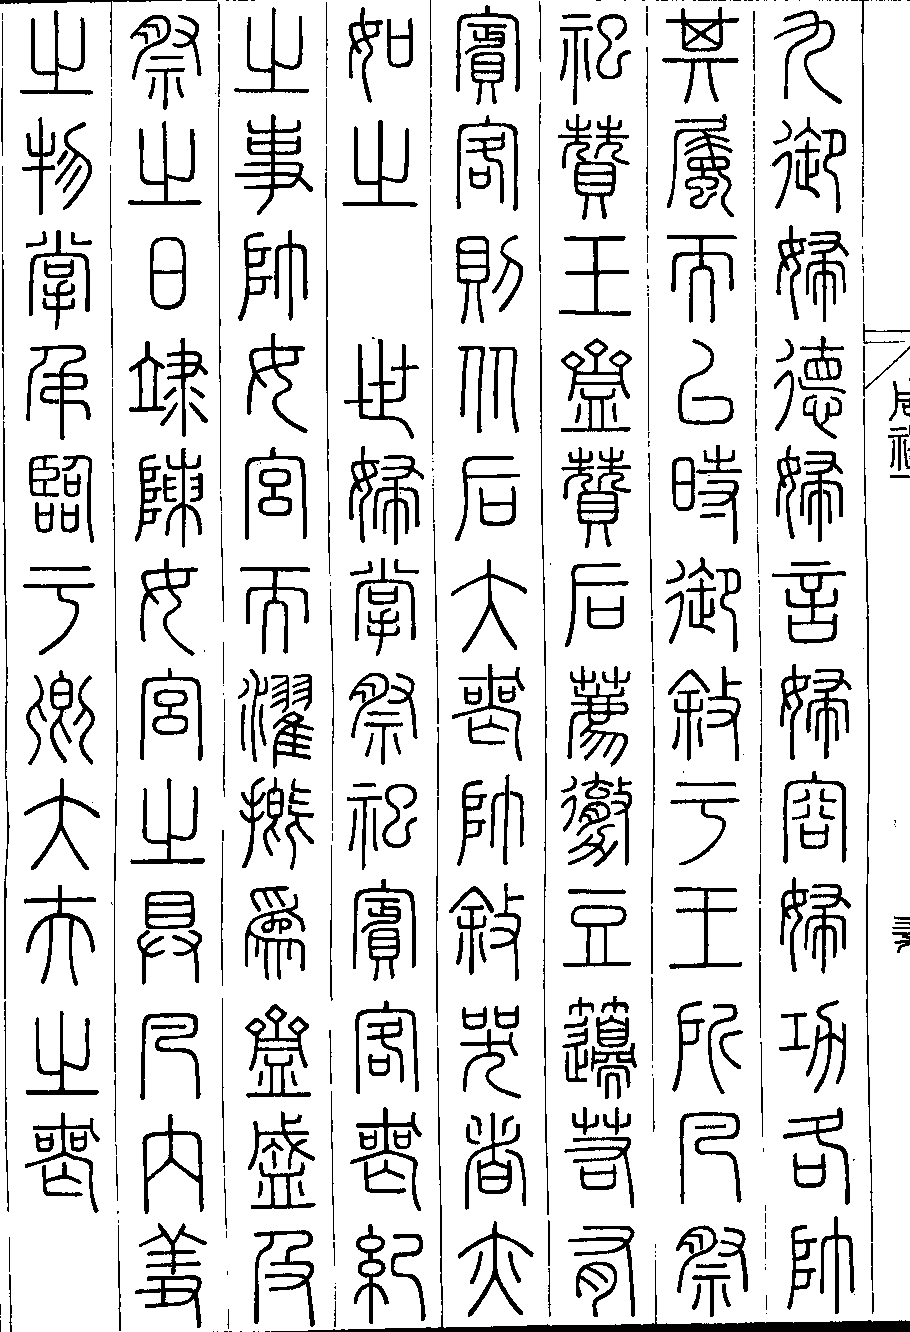 九御婦德婦言婦容婦功各帥
其屬而以時御敘于王所凡祭
祀贊玉齍贊后薦徹豆籩若有
賓客則从后大喪帥敘哭者亦
如之　世婦掌祭祀賓客喪紀
之事帥女宮而濯摡為齍盛及
祭之日䇐陳女宮之具凡內羞
之物掌弔臨于卿大夫之喪